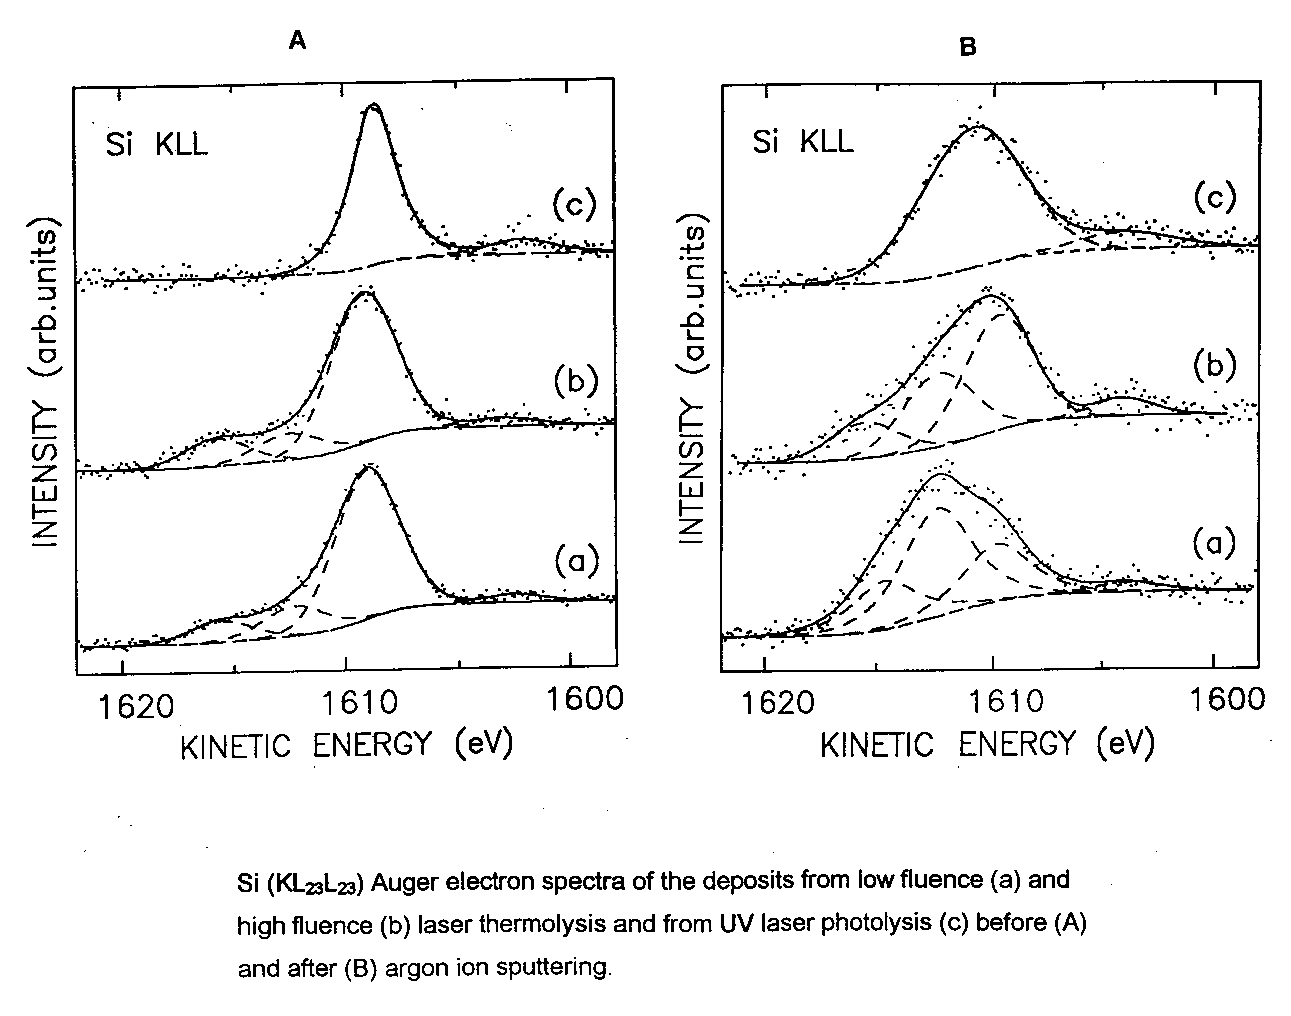 A
B
Si KLL
(c)
(b)
(a)
INTENSITY (arb.units)
1620 1610 1600
KINETIC ENERGY (eV)
Si KLL
(c)
(b)
(a)
INTENSITY (arb.units)
1620 1610 1600
KINETIC ENERGY (eV)
Si (KL₂₃L₂₃) Auger electron spectra of the deposits from low fluence (a) and
high fluence (b) laser thermolysis and from UV laser photolysis (c) before (A)
and after (B) argon ion sputtering.